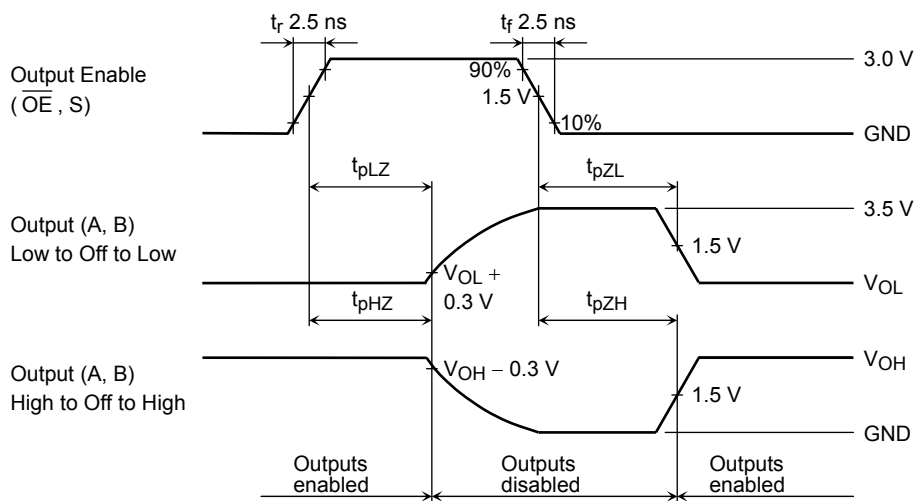 tr 2.5 ns
tf 2.5 ns
Output Enable
( OE , S)
90%
1.5 V
10%
3.0 V
GND
tpLZ
tpZL
Output (A, B)
Low to Off to Low
3.5 V
1.5 V
VOL
VOL +
0.3 V
tpHZ
tpZH
Output (A, B)
High to Off to High
VOH − 0.3 V
VOH
1.5 V
GND
Outputs
enabled
Outputs
disabled
Outputs
enabled